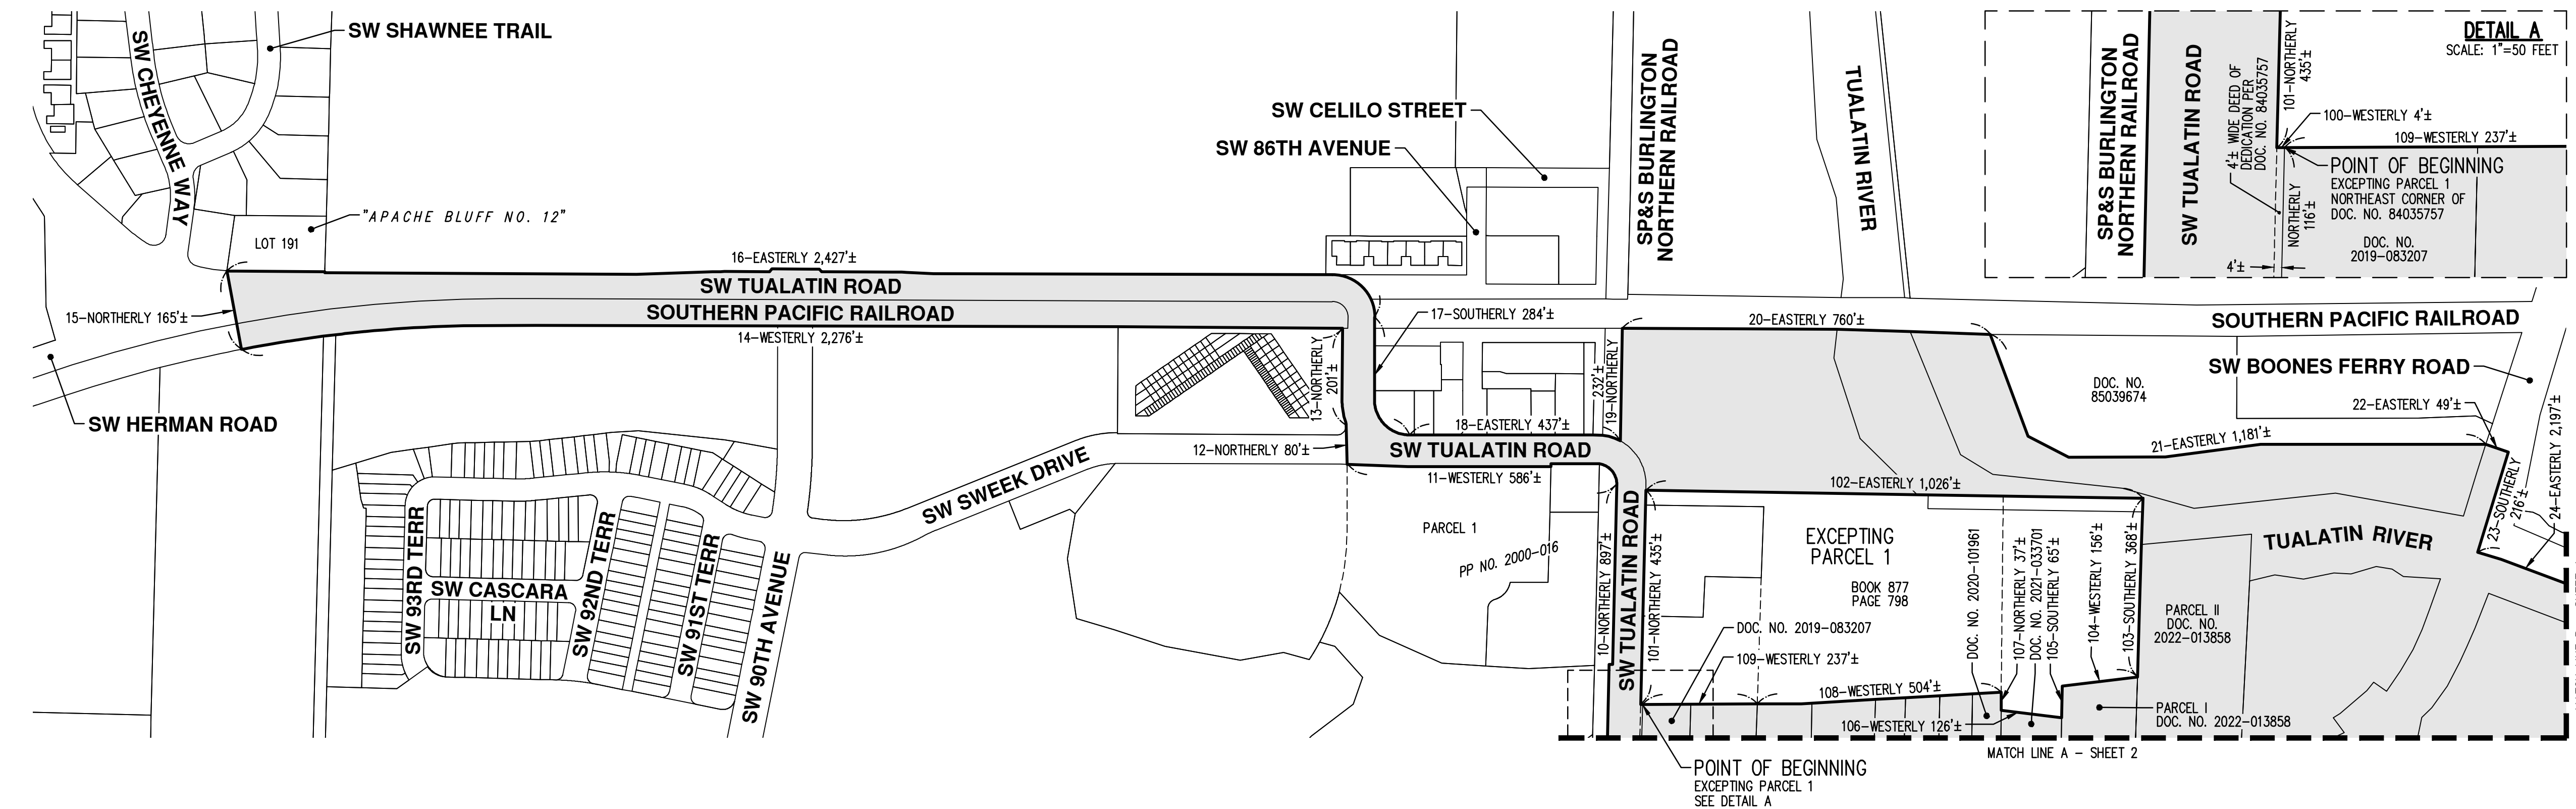 SW SHAWNEE TRAIL
SW CHEYENNE WAY
"APACHE BLUFF NO. 12"
LOT 191
16-EASTERLY 2,427'±
SW TUALATIN ROAD
SOUTHERN PACIFIC RAILROAD
14-WESTERLY 2,276'±
15-NORTHERLY 165'±
SW HERMAN ROAD
SW CELILO STREET
SW 86TH AVENUE
SP&S BURLINGTON
NORTHERN RAILROAD
TUALATIN RIVER
DETAIL A
SCALE: 1"=50 FEET
SP&S BURLINGTON
NORTHERN RAILROAD
SW TUALATIN ROAD
4'± WIDE DEED OF
DEDICATION PER
DOC. NO. 84035757
101-NORTHERLY
435'±
100-WESTERLY 4'±
109-WESTERLY 237'±
POINT OF BEGINNING
EXCEPTING PARCEL 1
NORTHEAST CORNER OF
DOC. NO. 84035757
NORTHERLY
116'±
DOC. NO.
2019-083207
4'±
17-SOUTHERLY 284'±
13-NORTHERLY
201'±
12-NORTHERLY 80'±
18-EASTERLY 437'±
SW TUALATIN ROAD
11-WESTERLY 586'±
19-NORTHERLY
232'±
20-EASTERLY 760'±
SOUTHERN PACIFIC RAILROAD
SW BOONES FERRY ROAD
DOC. NO.
85039674
22-EASTERLY 49'±
21-EASTERLY 1,181'±
23-SOUTHERLY
216'±
24-EASTERLY 2,197'±
102-EASTERLY 1,026'±
TUALATIN RIVER
SW SWEEK DRIVE
SW 93RD TERR
SW CASCARA
LN
SW 92ND TERR
SW 91ST TERR
SW 90TH AVENUE
PARCEL 1
PP NO. 2000-016
10-NORTHERLY 897'±
SW TUALATIN ROAD
101-NORTHERLY 435'±
EXCEPTING
PARCEL 1
BOOK 877
PAGE 798
DOC. NO. 2019-083207
109-WESTERLY 237'±
108-WESTERLY 504'±
106-WESTERLY 126'±
DOC. NO. 2020-101961
107-NORTHERLY 37'±
DOC. NO. 2021-033701
105-SOUTHERLY 65'±
104-WESTERLY 156'±
103-SOUTHERLY 368'±
PARCEL II
DOC. NO.
2022-013858
PARCEL I
DOC. NO. 2022-013858
MATCH LINE A - SHEET 2
POINT OF BEGINNING
EXCEPTING PARCEL 1
SEE DETAIL A